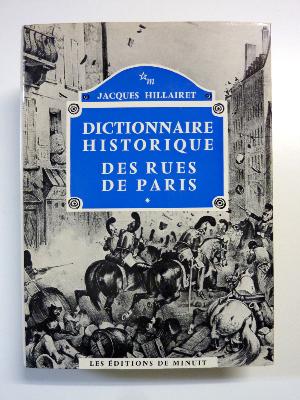 ☆m
JACQUES HILLAIRET
DICTIONNAIRE
HISTORIQUE
DES RUES
DE PARIS
*
LES ÉDITIONS DE MINUIT